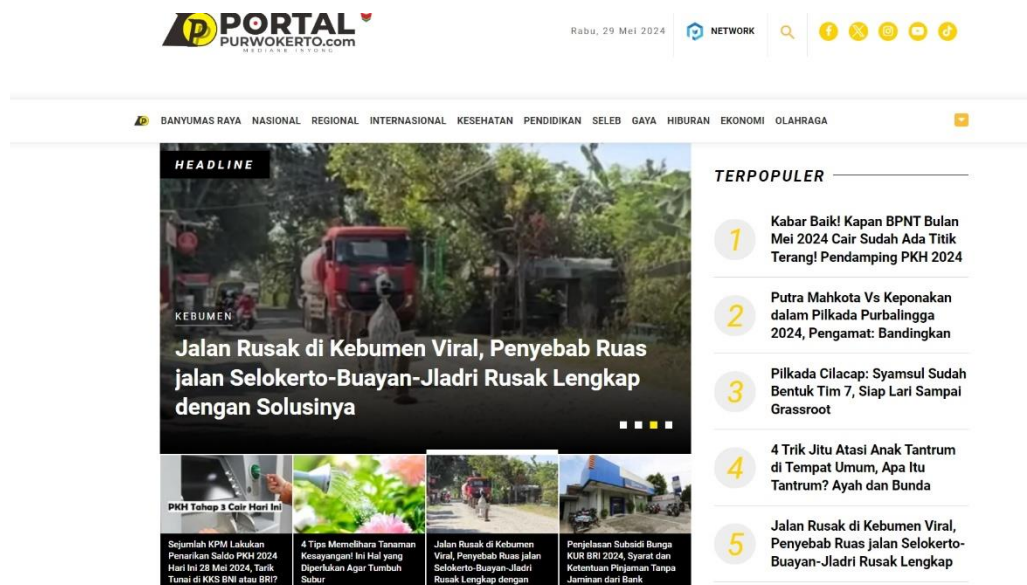 PORTAL
PURWOKERTO.com
MEDIANE INYONG
Rabu, 29 Mei 2024
NETWORK
BANYUMAS RAYA NASIONAL REGIONAL INTERNASIONAL KESEHATAN PENDIDIKAN SELEB GAYA HIBURAN EKONOMI OLAHRAGA
HEADLINE
KEBUMEN
Jalan Rusak di Kebumen Viral, Penyebab Ruas
jalan Selokerto-Buayan-Jladri Rusak Lengkap
dengan Solusinya
PKH Tahap 3 Cair Hari Ini
Sejumlah KPM Lakukan
Penarikan Saldo PKH 2024
Hari Ini 28 Mei 2024, Tarik
Tunai di KKS BNI atau BRI?
4 Tips Memelihara Tanaman
Kesayangan! Ini Hal yang
Diperlukan Agar Tumbuh
Subur
Jalan Rusak di Kebumen
Viral, Penyebab Ruas jalan
Selokerto-Buayan-Jladri
Rusak Lengkap dengan
Penjelasan Subsidi Bunga
KUR BRI 2024, Syarat dan
Ketentuan Pinjaman Tanpa
Jaminan dari Bank
TERPOPULER
1
Kabar Baik! Kapan BPNT Bulan
Mei 2024 Cair Sudah Ada Titik
Terang! Pendamping PKH 2024
2
Putra Mahkota Vs Keponakan
dalam Pilkada Purbalingga
2024, Pengamat: Bandingkan
3
Pilkada Cilacap: Syamsul Sudah
Bentuk Tim 7, Siap Lari Sampai
Grassroot
4
4 Trik Jitu Atasi Anak Tantrum
di Tempat Umum, Apa Itu
Tantrum? Ayah dan Bunda
5
Jalan Rusak di Kebumen Viral,
Penyebab Ruas jalan Selokerto-
Buayan-Jladri Rusak Lengkap